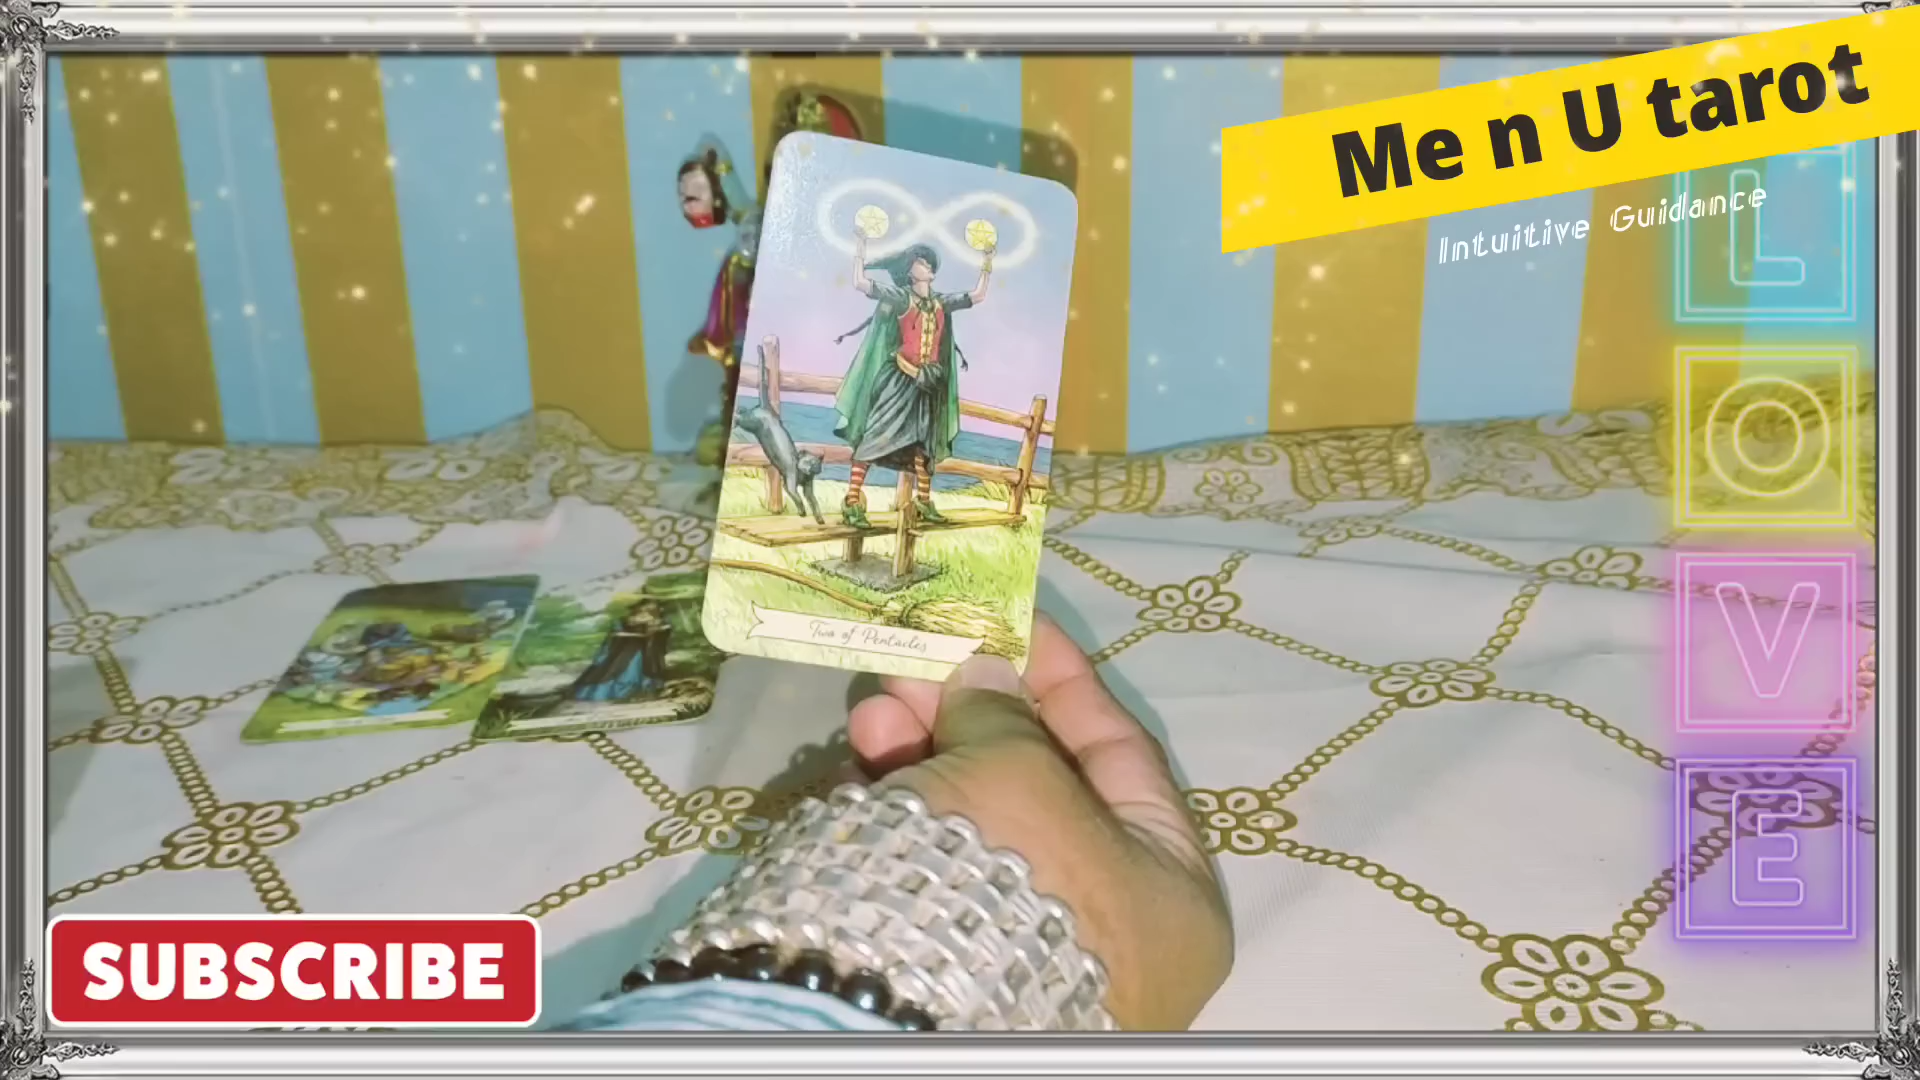 Me n U tarot
Intuitive Guidance
L
O
V
E
Two of Pentacles
SUBSCRIBE